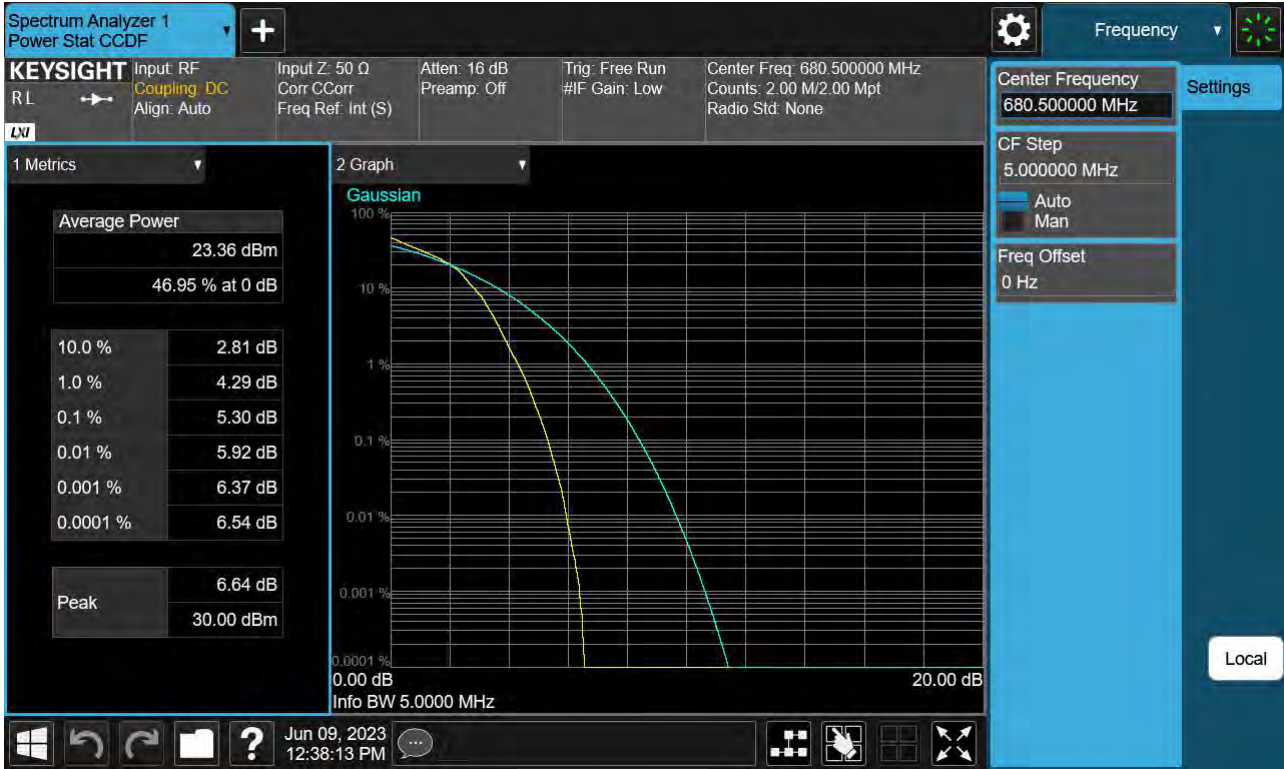 Spectrum Analyzer 1
Power Stat CCDF
Frequency
KEYSIGHT
R L
LXI
Input: RF
Coupling: DC
Align: Auto
Input Z: 50 Ω
Corr CCorr
Freq Ref: Int (S)
Atten: 16 dB
Preamp: Off
Trig: Free Run
#IF Gain: Low
Center Freq: 680.500000 MHz
Counts: 2.00 M/2.00 Mpt
Radio Std: None
Center Frequency
680.500000 MHz
Settings
CF Step
5.000000 MHz
Auto
Man
Freq Offset
0 Hz
1 Metrics
Average Power
23.36 dBm
46.95 % at 0 dB
10.0 % 2.81 dB
1.0 % 4.29 dB
0.1 % 5.30 dB
0.01 % 5.92 dB
0.001 % 6.37 dB
0.0001 % 6.54 dB
Peak
6.64 dB
30.00 dBm
2 Graph
Gaussian
100 %
10 %
1 %
0.1 %
0.01 %
0.001 %
0.0001 %
0.00 dB 20.00 dB
Info BW 5.0000 MHz
Local
?
Jun 09, 2023
12:38:13 PM